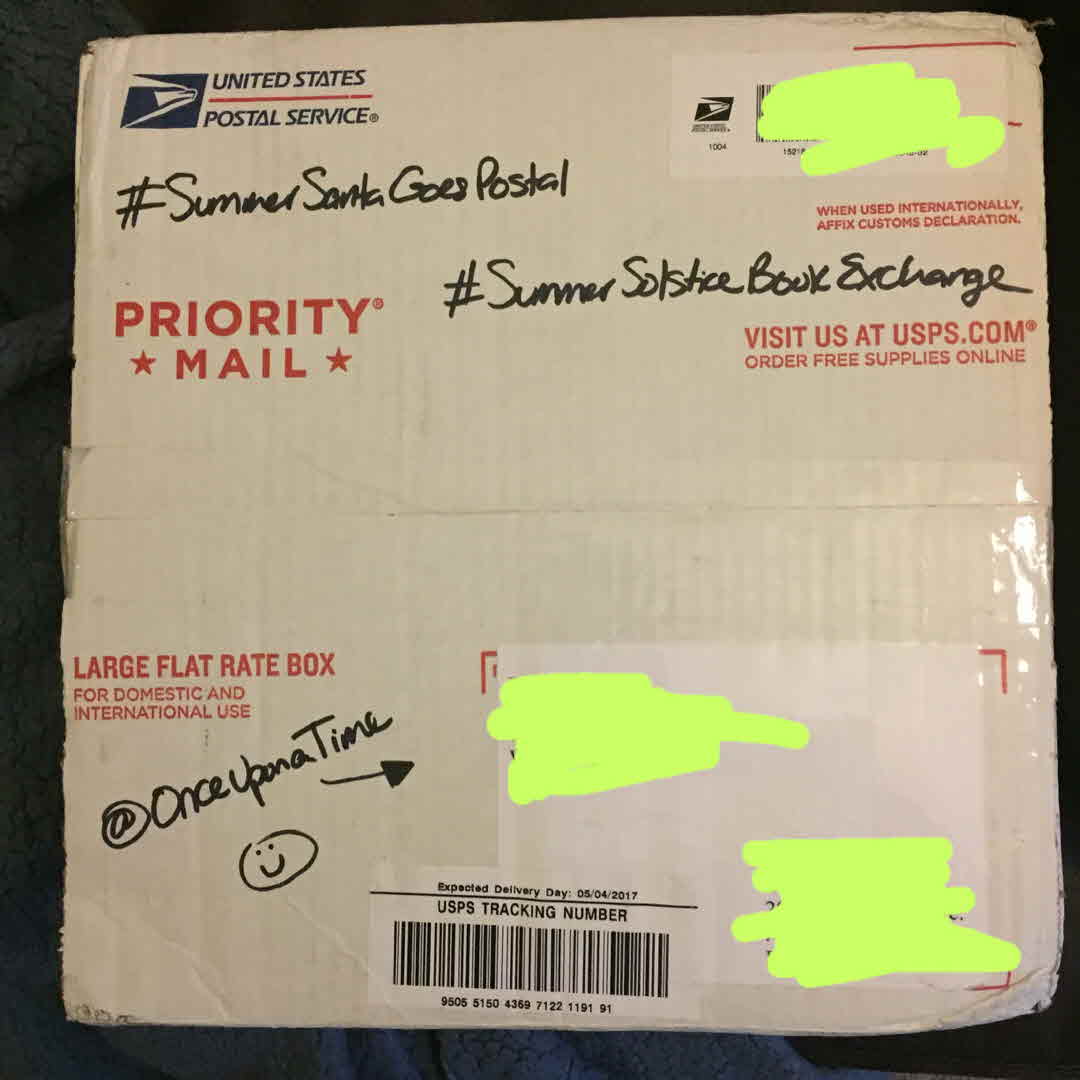 UNITED STATES
POSTAL SERVICE®
1004
#SummerSantaGoesPostal
WHEN USED INTERNATIONALLY,
AFFIX CUSTOMS DECLARATION.
#SummerSolsticeBookExchange
PRIORITY®
★ MAIL ★
VISIT US AT USPS.COM®
ORDER FREE SUPPLIES ONLINE
LARGE FLAT RATE BOX
FOR DOMESTIC AND
INTERNATIONAL USE
@OnceUponaTime
Expected Delivery Day: 05/04/2017
USPS TRACKING NUMBER
9505 5150 4369 7122 1191 91